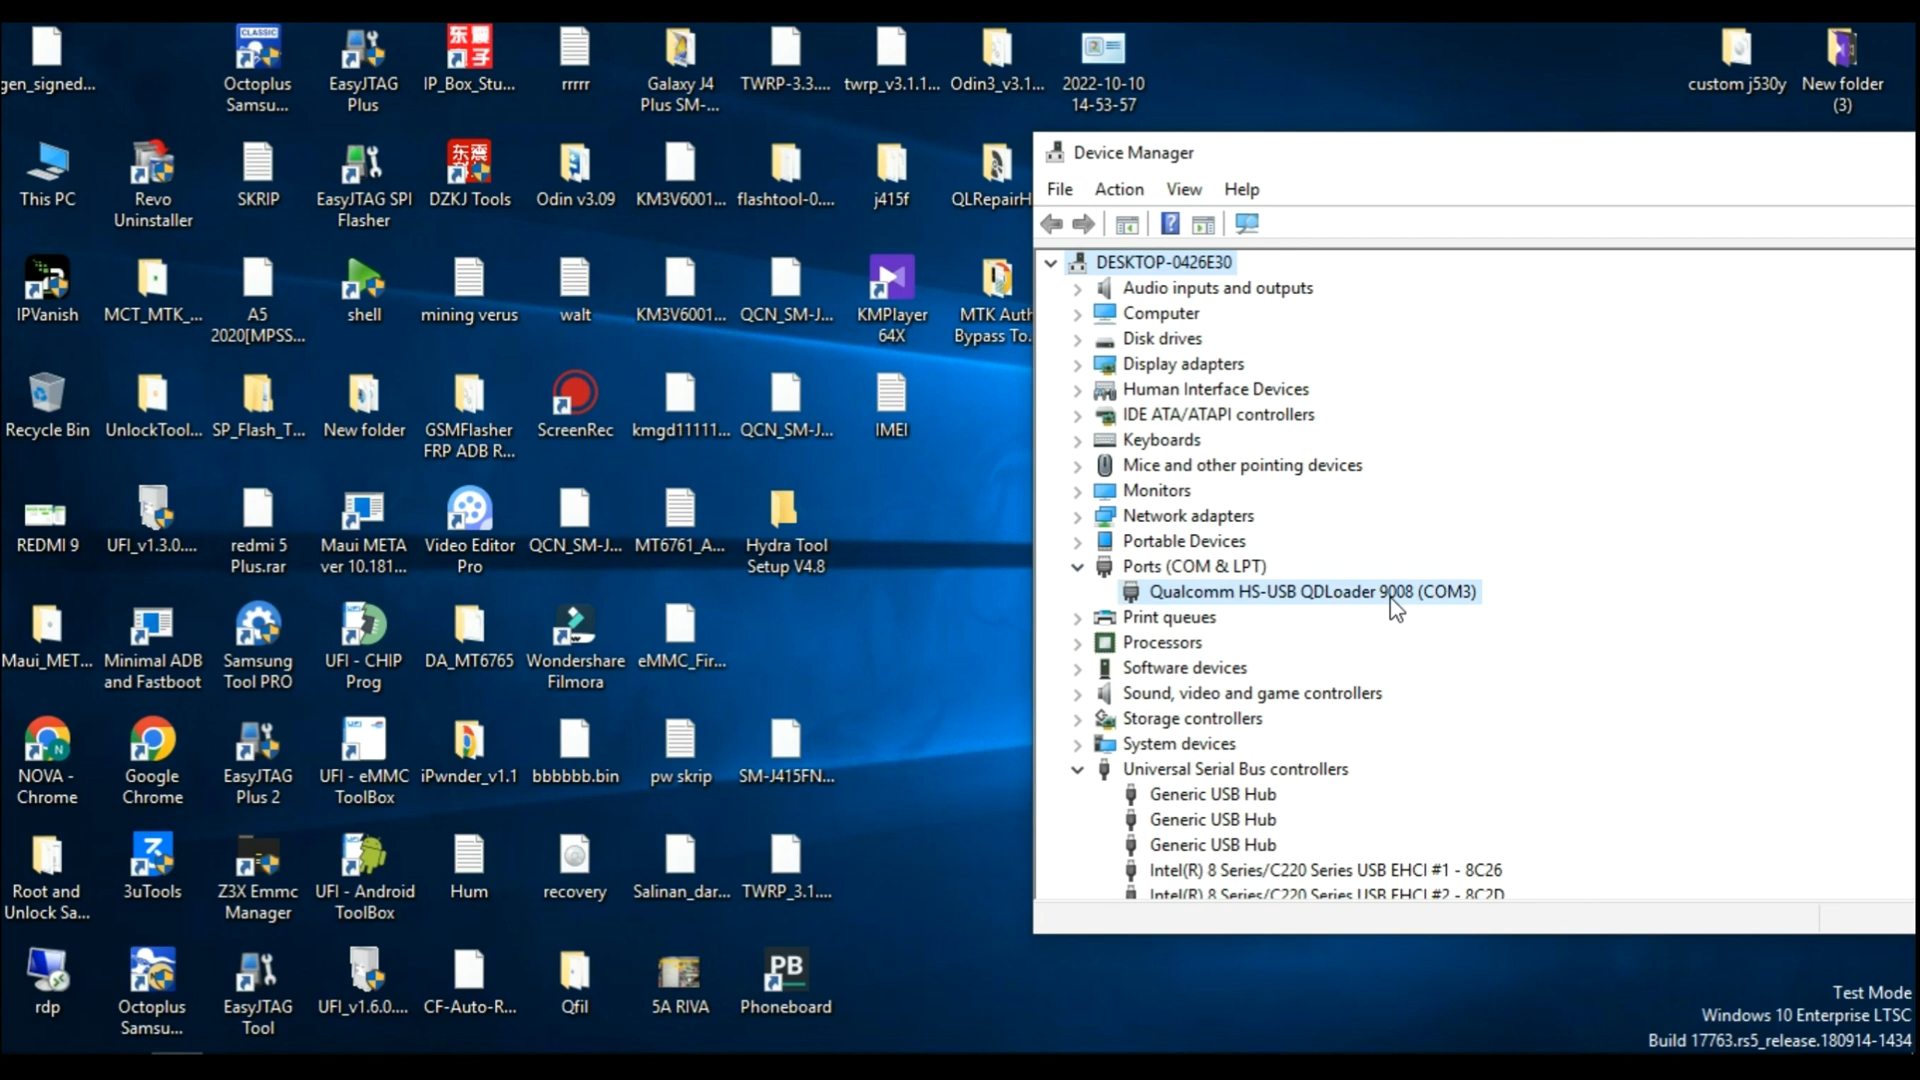 gen_signed...
Octoplus
Samsu...
CLASSIC
EasyJTAG
Plus
IP_Box_Stu...
rrrrr
Galaxy J4
Plus SM-...
TWRP-3.3....
twrp_v3.1.1...
Odin3_v3.1...
2022-10-10
14-53-57
custom j530y
New folder
(3)
This PC
Revo
Uninstaller
SKRIP
EasyJTAG SPI
Flasher
DZKJ Tools
Odin v3.09
KM3V6001...
flashtool-0....
j415f
QLRepairH
IPVanish
MCT_MTK_...
A5
2020[MPSS...
shell
mining verus
walt
KM3V6001...
QCN_SM-J...
KMPlayer
64X
MTK Auth
Bypass To.
Recycle Bin
UnlockTool...
SP_Flash_T...
New folder
GSMFlasher
FRP ADB R...
ScreenRec
kmgd11111...
QCN_SM-J...
IMEI
REDMI 9
UFI_v1.3.0....
redmi 5
Plus.rar
Maui META
ver 10.181...
Video Editor
Pro
QCN_SM-J...
MT6761_A...
Hydra Tool
Setup V4.8
Maui_MET...
Minimal ADB
and Fastboot
Samsung
Tool PRO
UFI - CHIP
Prog
DA_MT6765
Wondershare
Filmora
eMMC_Fir...
NOVA -
Chrome
Google
Chrome
EasyJTAG
Plus 2
UFI - eMMC
ToolBox
iPwnder_v1.1
bbbbbb.bin
pw skrip
SM-J415FN...
Root and
Unlock Sa...
3uTools
Z3X Emmc
Manager
UFI - Android
ToolBox
Hum
recovery
Salinan_dar...
TWRP_3.1....
rdp
Octoplus
Samsu...
EasyJTAG
Tool
UFI_v1.6.0....
CF-Auto-R...
Qfil
5A RIVA
PB
Phoneboard
Device Manager
File Action View Help
DESKTOP-0426E30
Audio inputs and outputs
Computer
Disk drives
Display adapters
Human Interface Devices
IDE ATA/ATAPI controllers
Keyboards
Mice and other pointing devices
Monitors
Network adapters
Portable Devices
Ports (COM & LPT)
Qualcomm HS-USB QDLoader 9008 (COM3)
Print queues
Processors
Software devices
Sound, video and game controllers
Storage controllers
System devices
Universal Serial Bus controllers
Generic USB Hub
Generic USB Hub
Generic USB Hub
Intel(R) 8 Series/C220 Series USB EHCI #1 - 8C26
Intel(R) 8 Series/C220 Series USB EHCI #2 - 8C2D
Test Mode
Windows 10 Enterprise LTSC
Build 17763.rs5_release.180914-1434